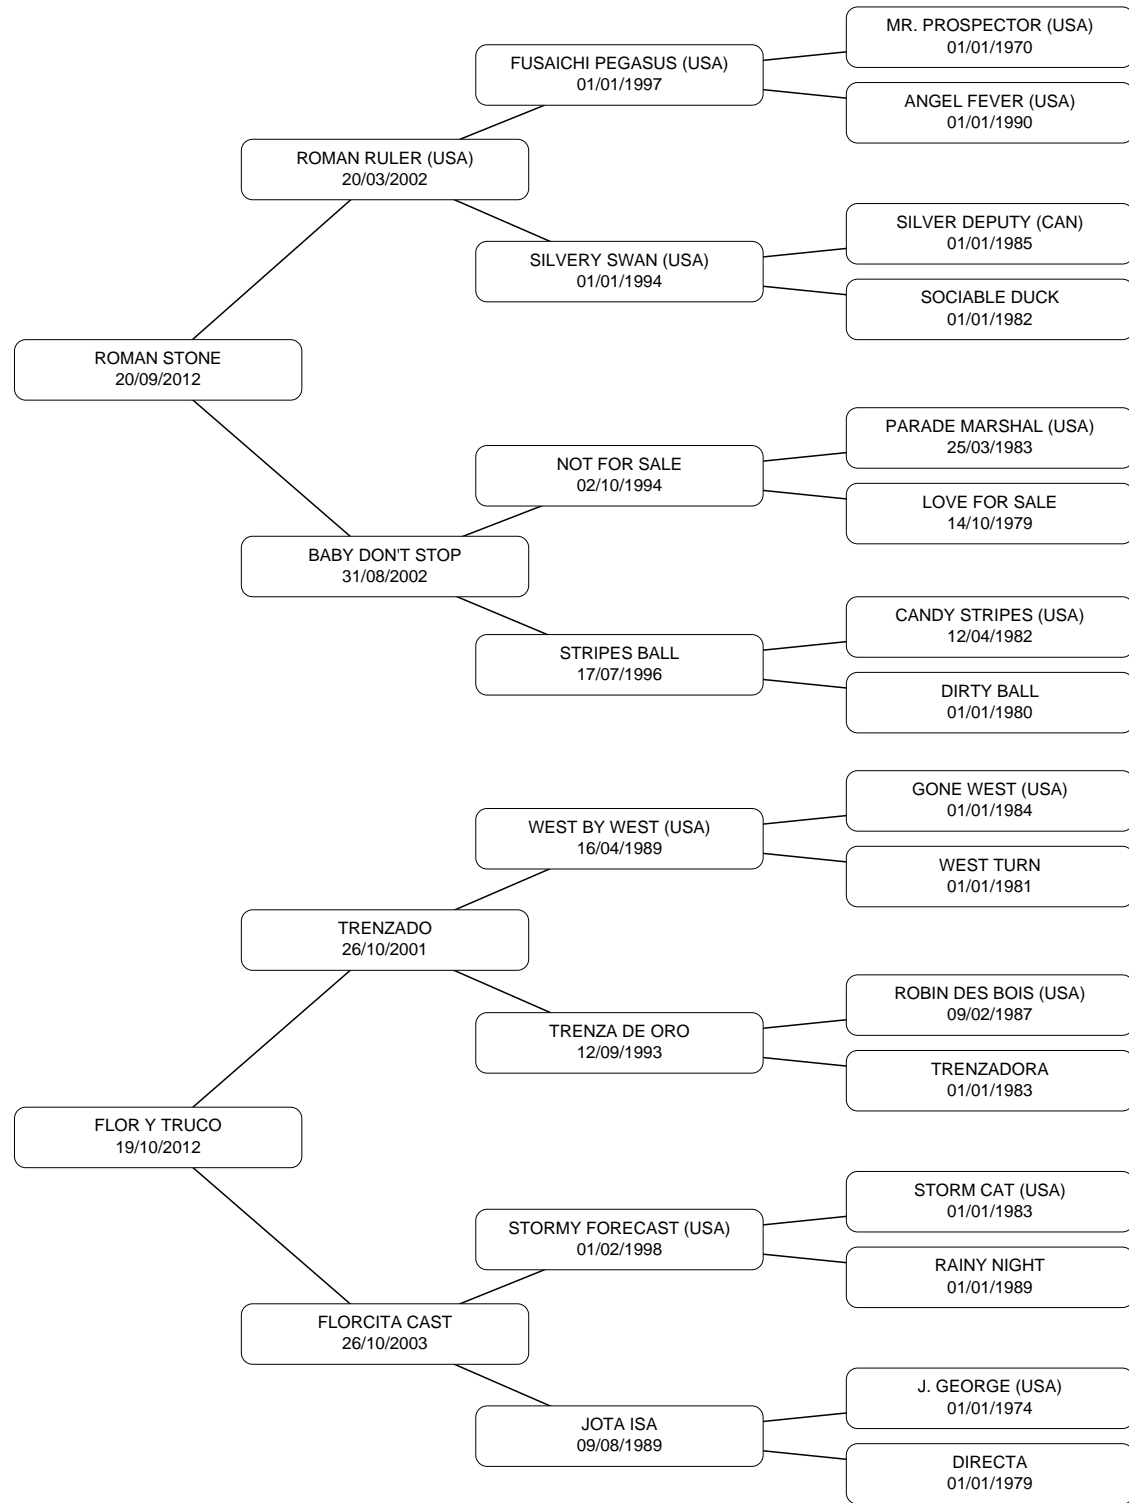 MR. PROSPECTOR (USA)
01/01/1970
FUSAICHI PEGASUS (USA)
01/01/1997
ANGEL FEVER (USA)
01/01/1990
ROMAN RULER (USA)
20/03/2002
SILVER DEPUTY (CAN)
01/01/1985
SILVERY SWAN (USA)
01/01/1994
SOCIABLE DUCK
01/01/1982
ROMAN STONE
20/09/2012
PARADE MARSHAL (USA)
25/03/1983
NOT FOR SALE
02/10/1994
LOVE FOR SALE
14/10/1979
BABY DON'T STOP
31/08/2002
CANDY STRIPES (USA)
12/04/1982
STRIPES BALL
17/07/1996
DIRTY BALL
01/01/1980
GONE WEST (USA)
01/01/1984
WEST BY WEST (USA)
16/04/1989
WEST TURN
01/01/1981
TRENZADO
26/10/2001
ROBIN DES BOIS (USA)
09/02/1987
TRENZA DE ORO
12/09/1993
TRENZADORA
01/01/1983
FLOR Y TRUCO
19/10/2012
STORM CAT (USA)
01/01/1983
STORMY FORECAST (USA)
01/02/1998
RAINY NIGHT
01/01/1989
FLORCITA CAST
26/10/2003
J. GEORGE (USA)
01/01/1974
JOTA ISA
09/08/1989
DIRECTA
01/01/1979